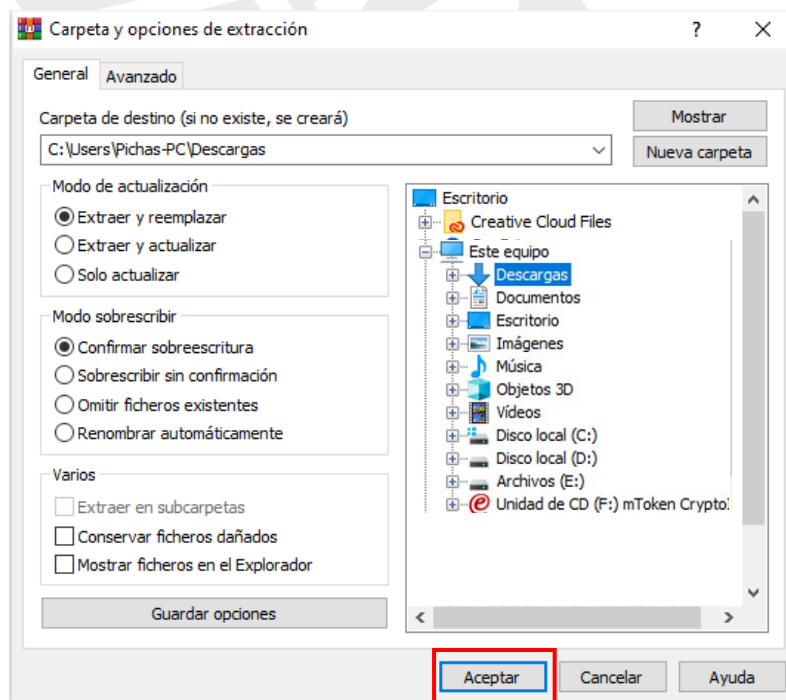 Carpeta y opciones de extracción
?
General
Avanzado
Carpeta de destino (si no existe, se creará)
Mostrar
C:\Users\Pichas-PC\Descargas
Nueva carpeta
Modo de actualización
Extraer y reemplazar
Extraer y actualizar
Solo actualizar
Modo sobrescribir
Confirmar sobreescritura
Sobrescribir sin confirmación
Omitir ficheros existentes
Renombrar automáticamente
Varios
Extraer en subcarpetas
Conservar ficheros dañados
Mostrar ficheros en el Explorador
Guardar opciones
Escritorio
Creative Cloud Files
Este equipo
Descargas
Documentos
Escritorio
Imágenes
Música
Objetos 3D
Vídeos
Disco local (C:)
Disco local (D:)
Archivos (E:)
Unidad de CD (F:) mToken Crypto
Aceptar
Cancelar
Ayuda